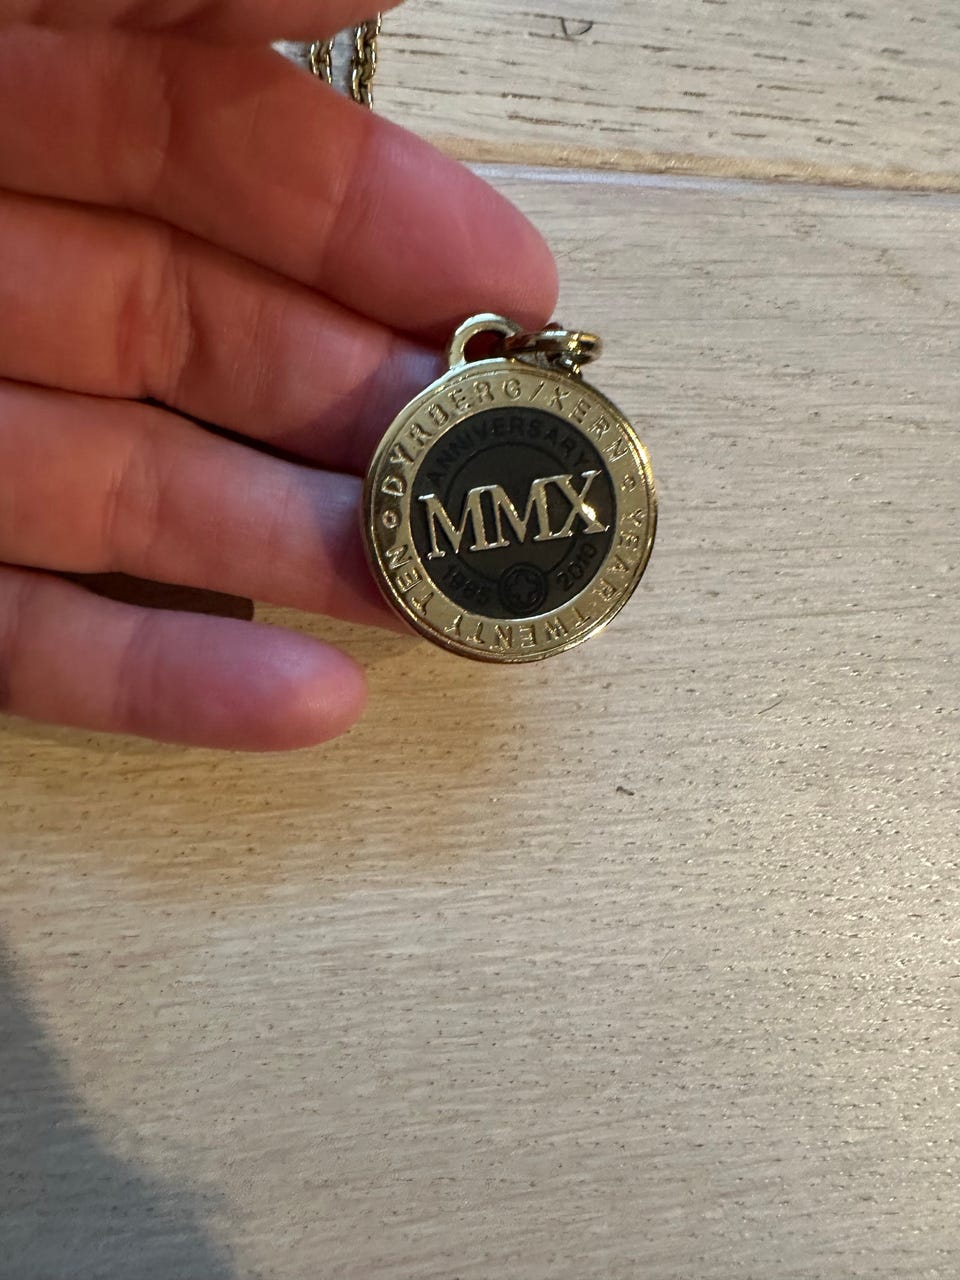 DYRBERG/KERN
YEAR TWENTY TEN
ANNIVERSARY
MMX
1985 2010